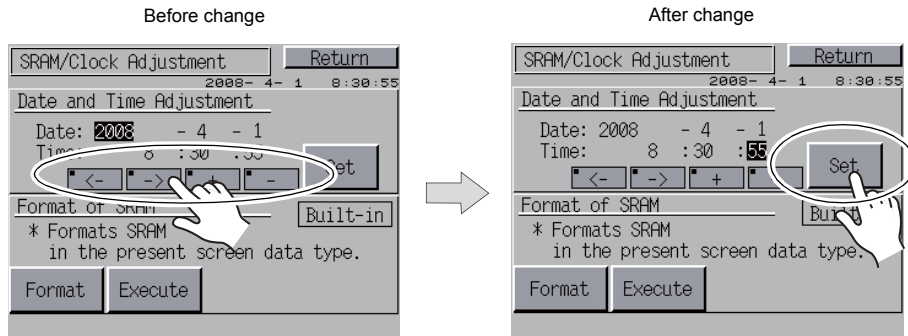 Before change
SRAM/Clock Adjustment Return
2008- 4- 1 8:30:55
Date and Time Adjustment
Date: 2008 - 4 - 1
Time: 8 :30 :55
<- -> + -
Set
Format of SRAM
Built-in
* Formats SRAM
in the present screen data type.
Format Execute
After change
SRAM/Clock Adjustment Return
2008- 4- 1 8:30:55
Date and Time Adjustment
Date: 2008 - 4 - 1
Time: 8 :30 :55
<- -> +
Set
Format of SRAM
* Formats SRAM
in the present screen data type.
Format Execute